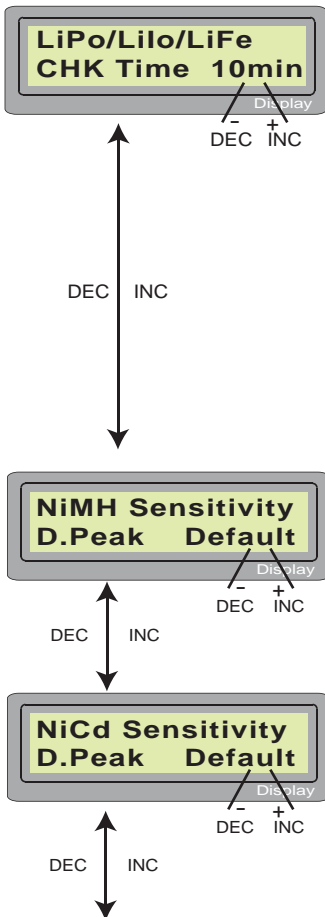 LiPo/LiIo/LiFe
CHK Time 10min
Display
- +
DEC INC
DEC INC
NiMH Sensitivity
D.Peak Default
Display
- +
DEC INC
DEC INC
NiCd Sensitivity
D.Peak Default
Display
- +
DEC INC
DEC INC